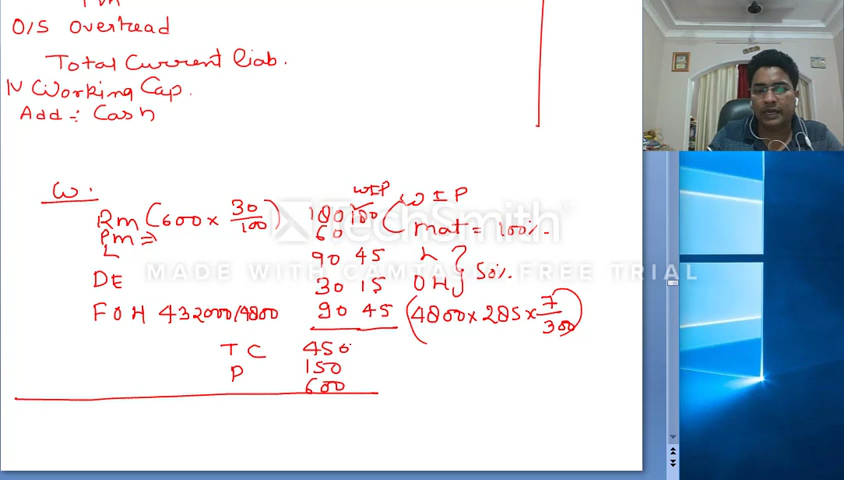 O/S Overhead
Total Current liab.
N Working Cap.
Add :- Cash
W.
WIP
Rm (600 × 30/100) 180 180 ( WIP
Pm ⇒ 60 mat = 100%.
L 90 45 L } 50%.
DE 30 15 OH
FOH 432000/4800 90 45 (4800 × 285 × 7/300)
TC 450
P 150
600
TechSmith
MADE WITH CAMTASIA FREE TRIAL